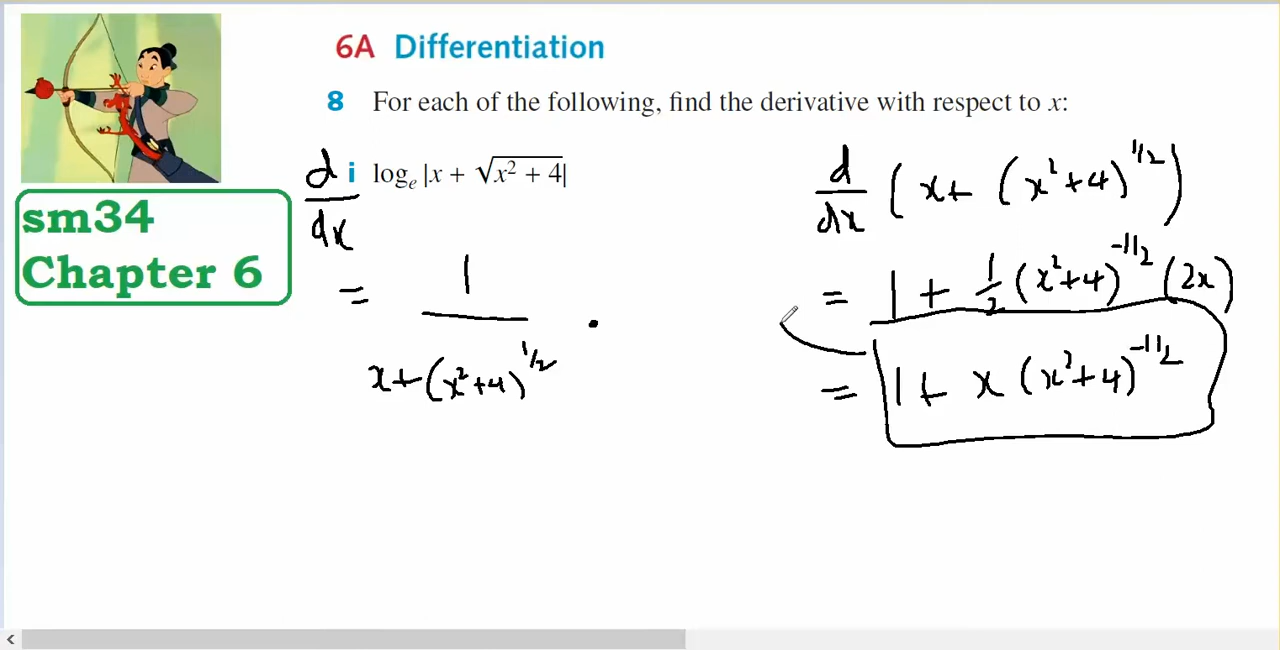 6A Differentiation
8 For each of the following, find the derivative with respect to x:
d/dx i logₑ |x + √(x² + 4)|
sm34
Chapter 6
= 1/(x+(x²+4)^1/2) ·
d/dx (x+(x²+4)^1/2)
= 1 + 1/2 (x²+4)^-1/2 (2x)
= 1 + x (x²+4)^-1/2